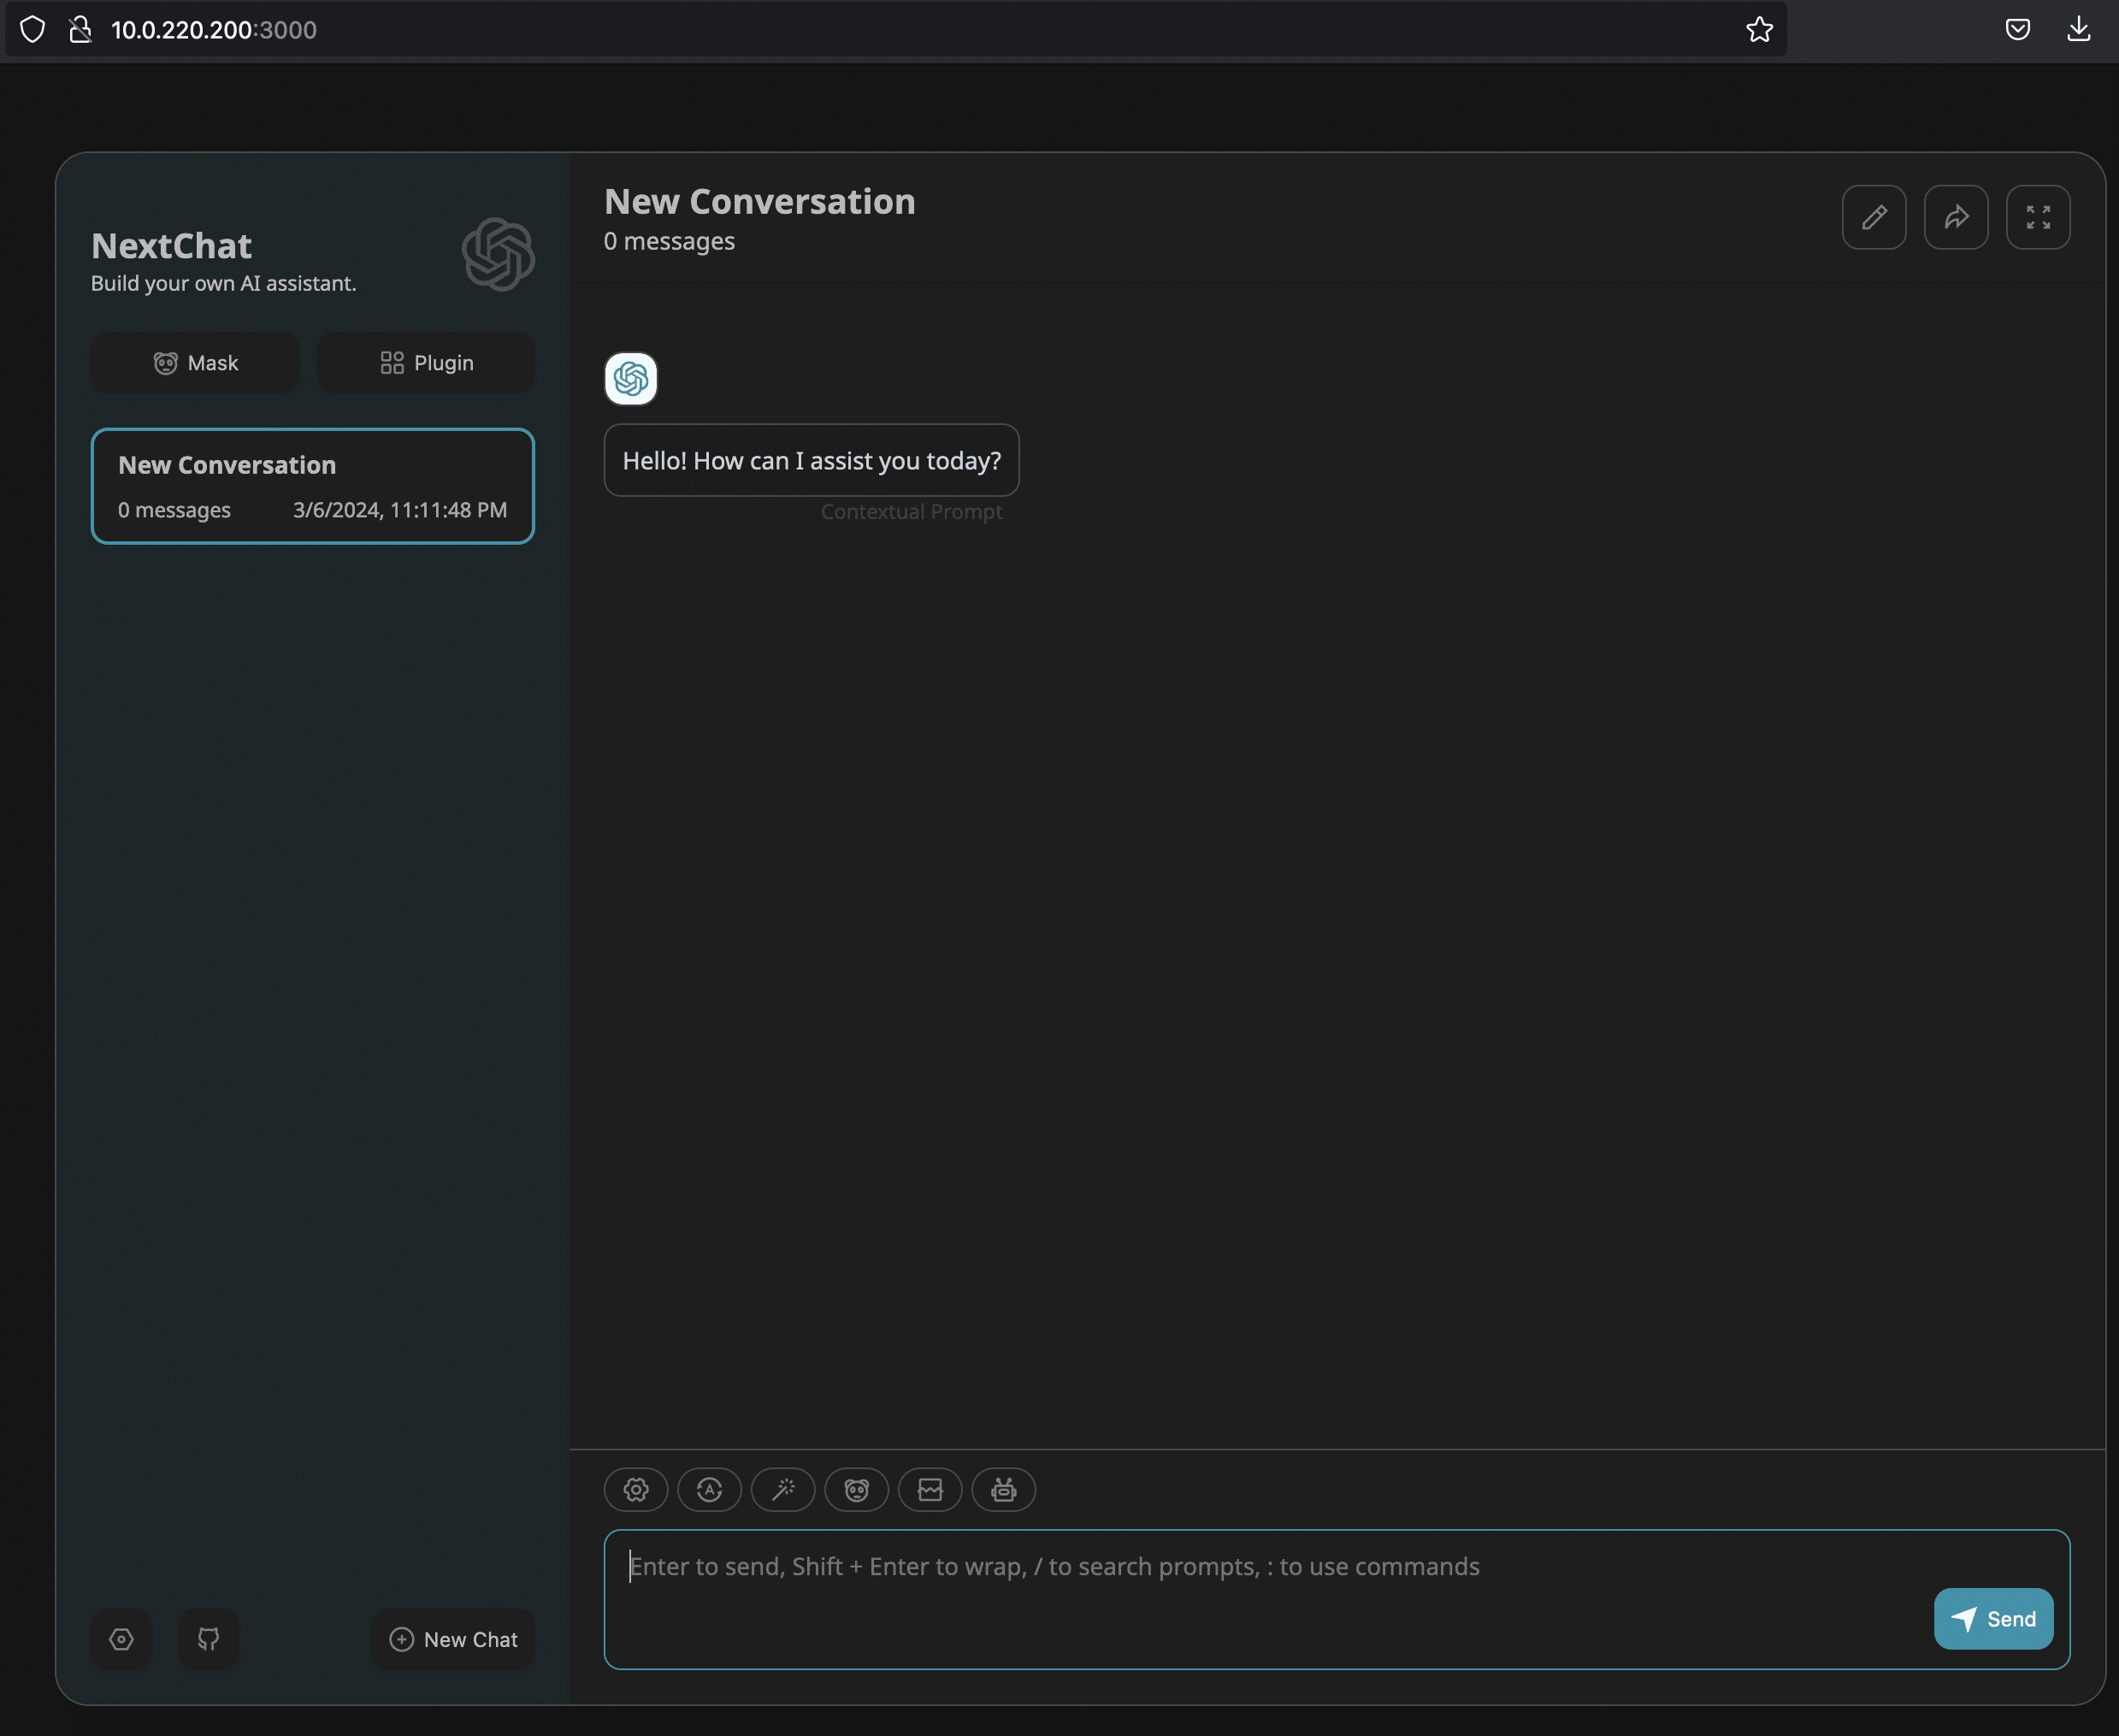 10.0.220.200:3000
NextChat
Build your own AI assistant.
Mask
Plugin
New Conversation
0 messages 3/6/2024, 11:11:48 PM
New Chat
New Conversation
0 messages
Hello! How can I assist you today?
Contextual Prompt
A
Enter to send, Shift + Enter to wrap, / to search prompts, : to use commands
Send